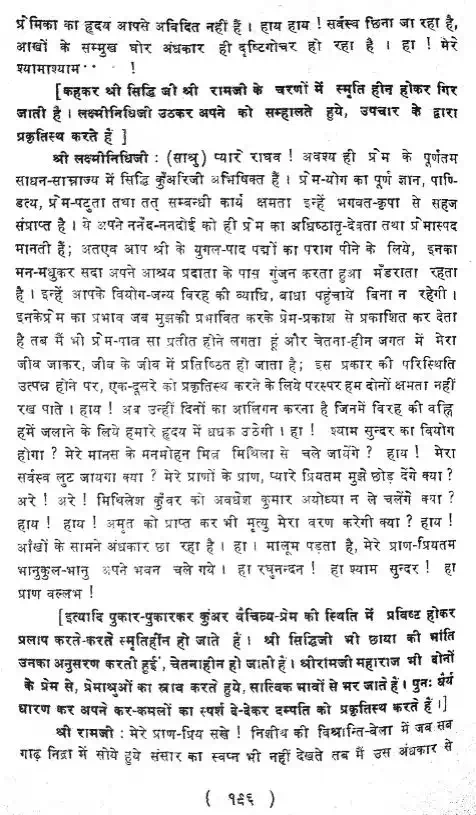 प्रेमिका का हृदय आपसे अविदित नहीं हैं । हाय हाय ! सर्वस्व छिना जा रहा है,
आखों के सम्मुख घोर अंधकार ही दृष्टिगोचर हो रहा है । हा ! मेरे
श्यामाश्याम·· ·· !
[कहकर श्री सिद्धि जी श्री रामजी के चरणों में स्मृति हीन होकर गिर
जाती है । लक्ष्मीनिधिजी उठकर अपने को सम्हालते हुये, उपचार के द्वारा
प्रकृतिस्थ करते हैं ]
श्री लक्ष्मीनिधिजी : (साश्रु) प्यारे राघव ! अवश्य ही प्रेम के पूर्णतम
साधन-साम्राज्य में सिद्धि कुँअरिजी अभिषिक्त हैं । प्रेम-योग का पूर्ण ज्ञान, पाण्डि-
डत्य, प्रेम-पटुता तथा तत् सम्बन्धी कार्य क्षमता इन्हें भगवत-कृपा से सहज
संप्राप्त है । ये अपने ननँद-ननदोई को ही प्रेम का अधिष्ठातृ-देवता तथा प्रेमास्पद
मानती हैं; अतएव आप श्री के युगल-पाद पद्मों का पराग पीने के लिये, इनका
मन-मधुकर सदा अपने आश्रय प्रदाता के पास गुंजन करता हुआ मँडराता रहता
है । इन्हें आपके वियोग-जन्य विरह की व्याधि, बाधा पहुंचाये बिना न रहेगी ।
इनकेप्रेम का प्रभाव जब मुझकी प्रभावित करके प्रेम-प्रकाश से प्रकाशित कर देता
है तब मैं भी प्रेम-पात्र सा प्रतीत होने लगता हूं और चेतना-हीन जगत में मेरा
जीव जाकर, जीव के जीव में प्रतिष्ठित हो जाता है; इस प्रकार की परिस्थिति
उत्पन्न होने पर, एक-दूसरे को प्रकृतिस्थ करने के लिये परस्पर हम दोनों क्षमता नहीं
रख पाते । हाय ! अब उन्हीं दिनों का आलिंगन करना है जिनमें विरह की वह्नि
हमें जलाने के लिये हमारे हृदय में धधक उठेगी । हा ! श्याम सुन्दर का बियोग
होगा ? मेरे मानस के मनमोहन मित्र मिथिला से चले जायेंगे ? हाय ! मेरा
सर्वस्व लुट जायगा क्या ? मेरे प्राणों के प्राण, प्यारे प्रियतम मुझे छोड़ देंगे क्या ?
अरे ! अरे ! मिथिलेश कुँवर को अवधेश कुमार अयोध्या न ले चलेंगे क्या ?
हाय ! हाय ! अमृत को प्राप्त कर भी मृत्यु मेरा वरण करेगी क्या ? हाय !
आँखों के सामने अंधकार छा रहा है । हा । मालूम पड़ता है, मेरे प्राण-प्रियतम
भानुकुल-भानु अपने भवन चले गये । हा रघुनन्दन ! हा श्याम सुन्दर ! हा
प्राण वल्लभ !
[इत्यादि पुकार-पुकारकर कुंअर वैचित्र्य-प्रेम की स्थिति में प्रविष्ट होकर
प्रलाप करते-करते स्मृतिहीन हो जाते हैं । श्री सिद्धिजी भी छाया की भांति
उनका अनुसरण करती हुई, चेतनाहीन हो जाती हैं । श्रीरामजी महाराज भी दोनों
के प्रेम से, प्रेमाश्रुओं का स्राव करते हुये, सात्विक भावों से भर जाते हैं । पुनः धैर्य
धारण कर अपने कर-कमलों का स्पर्श दे-देकर दम्पति को प्रकृतिस्थ करते हैं ।]
श्री रामजी : मेरे प्राण-प्रिय सखे ! निशीथ की विश्रान्ति-बेला में जब सब
गाढ़ निद्रा में सोये हुये संसार का स्वप्न भी नहीं देखते तब मैं उस अंधकार से
( १९६ )